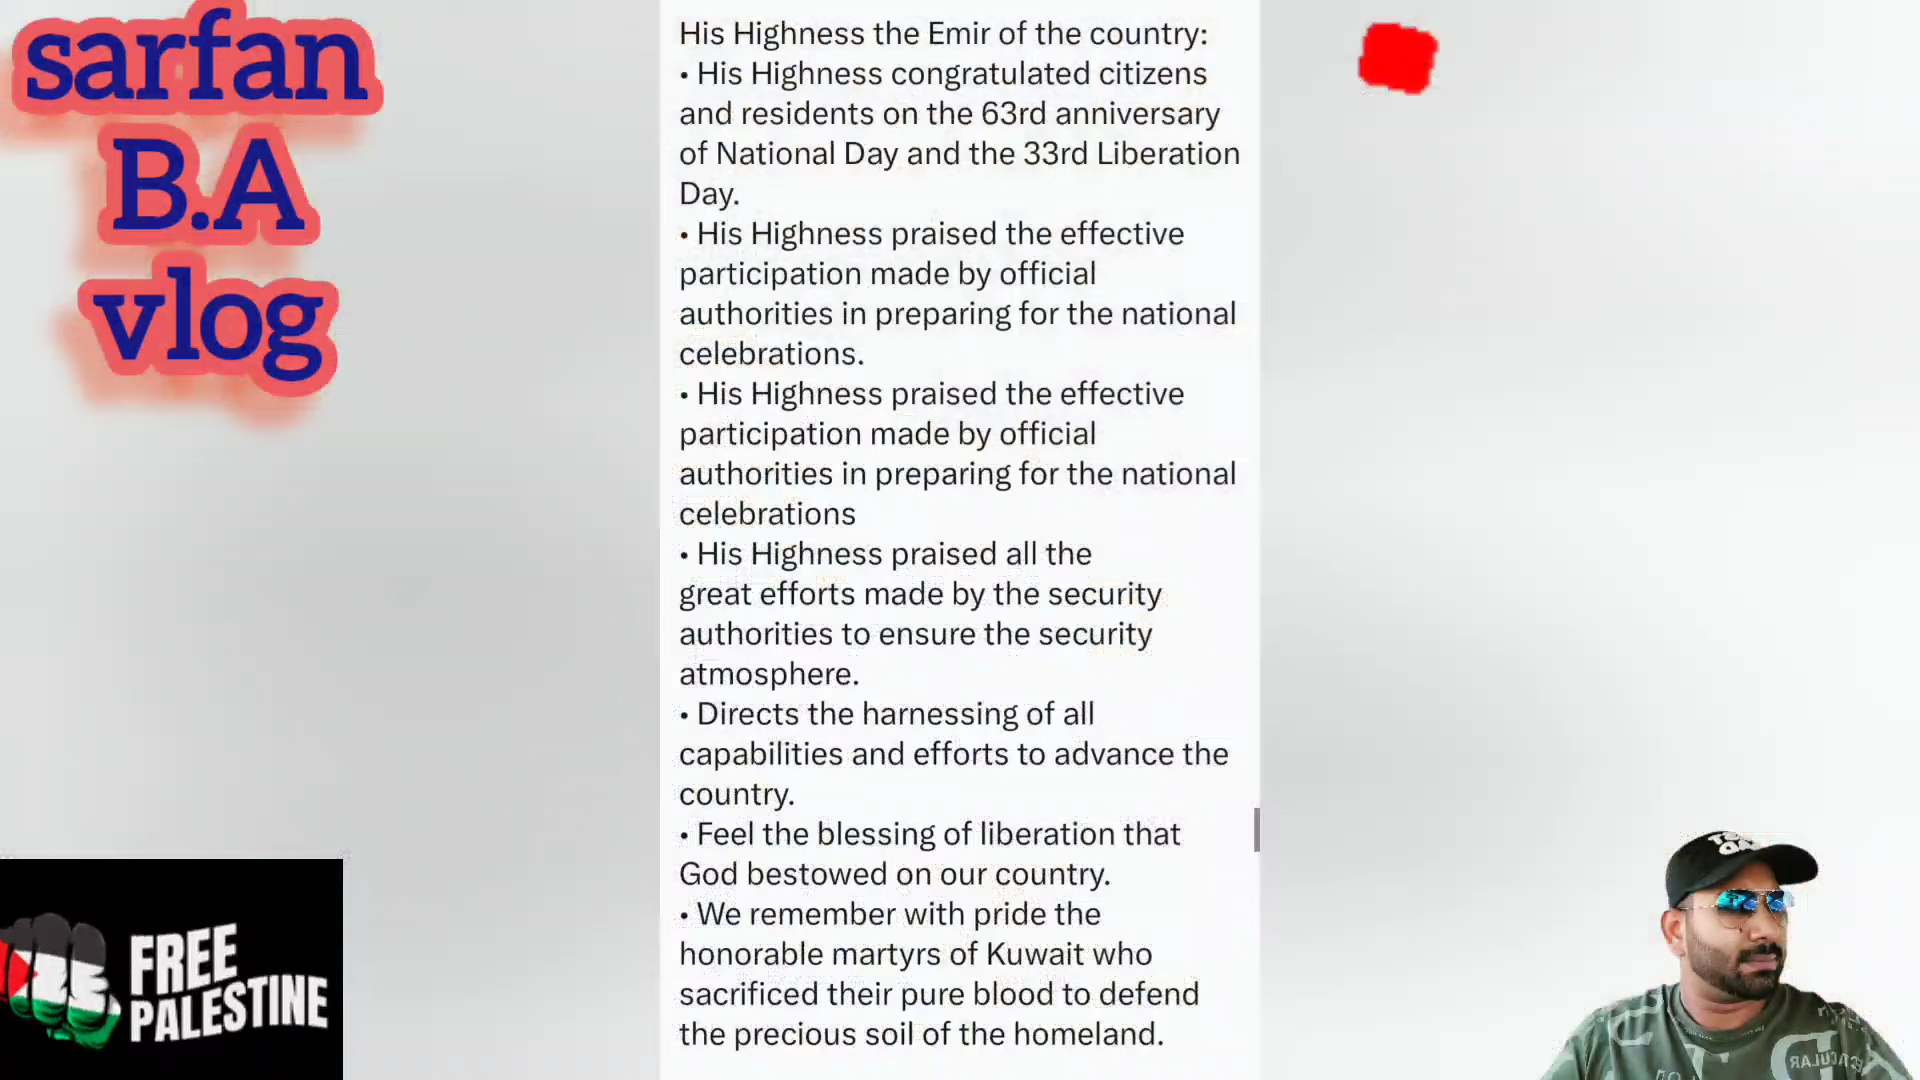 sarfan
B.A
vlog
His Highness the Emir of the country:
• His Highness congratulated citizens
and residents on the 63rd anniversary
of National Day and the 33rd Liberation
Day.
• His Highness praised the effective
participation made by official
authorities in preparing for the national
celebrations.
• His Highness praised the effective
participation made by official
authorities in preparing for the national
celebrations
• His Highness praised all the
great efforts made by the security
authorities to ensure the security
atmosphere.
• Directs the harnessing of all
capabilities and efforts to advance the
country.
• Feel the blessing of liberation that
God bestowed on our country.
• We remember with pride the
honorable martyrs of Kuwait who
sacrificed their pure blood to defend
the precious soil of the homeland.
FREE
PALESTINE